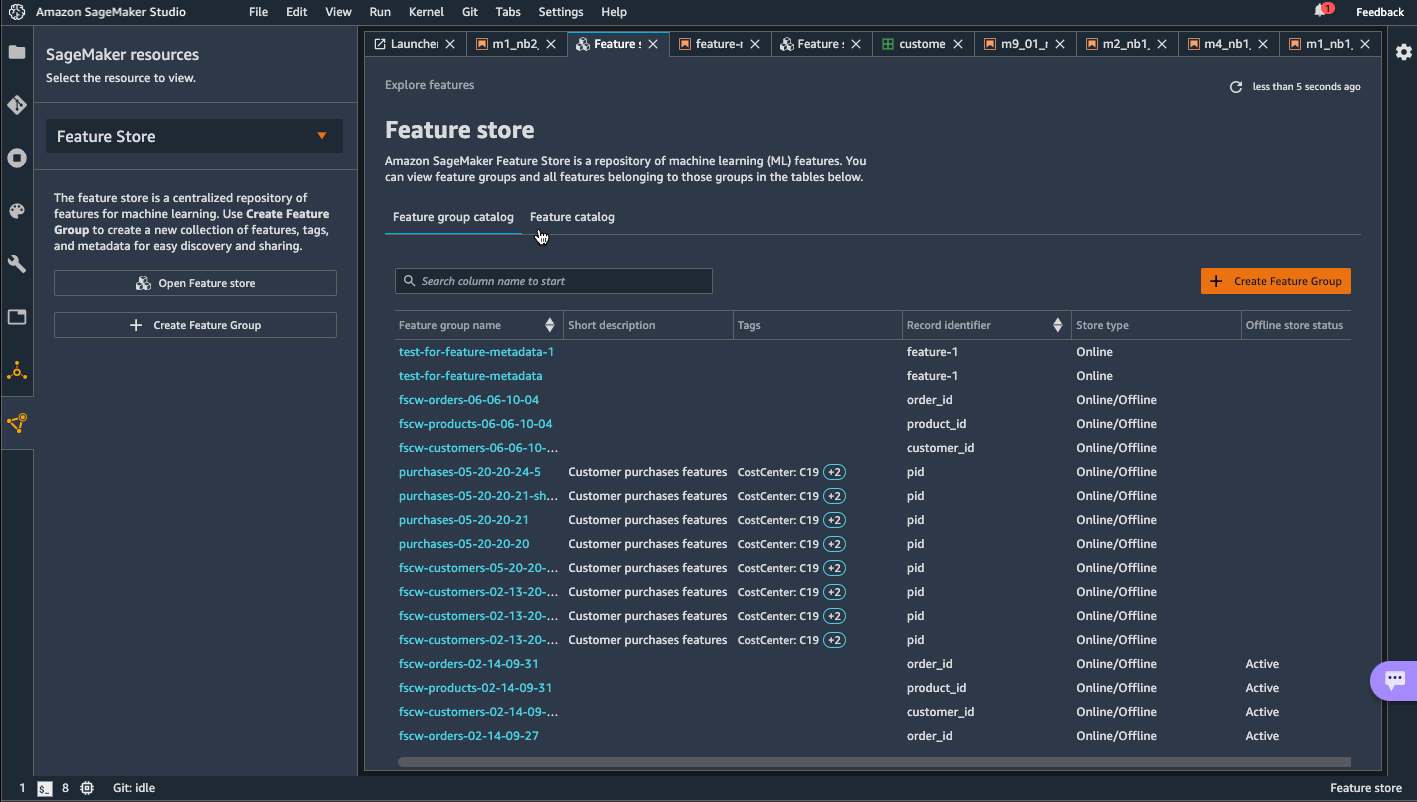 Amazon SageMaker Studio File Edit View Run Kernel Git Tabs Settings Help 1 Feedback
SageMaker resources
Select the resource to view.
Feature Store
The feature store is a centralized repository of
features for machine learning. Use Create Feature
Group to create a new collection of features, tags,
and metadata for easy discovery and sharing.
Open Feature store
Create Feature Group
Launcher m1_nb2_ Feature s feature-r Feature s custome m9_01_r m2_nb1_ m4_nb1_ m1_nb1_
Explore features
less than 5 seconds ago
Feature store
Amazon SageMaker Feature Store is a repository of machine learning (ML) features. You
can view feature groups and all features belonging to those groups in the tables below.
Feature group catalog Feature catalog
Search column name to start
Create Feature Group
Feature group name Short description Tags Record identifier Store type Offline store status
test-for-feature-metadata-1 feature-1 Online
test-for-feature-metadata feature-1 Online
fscw-orders-06-06-10-04 order_id Online/Offline
fscw-products-06-06-10-04 product_id Online/Offline
fscw-customers-06-06-10-... customer_id Online/Offline
purchases-05-20-20-24-5 Customer purchases features CostCenter: C19 +2 pid Online/Offline
purchases-05-20-20-21-sh... Customer purchases features CostCenter: C19 +2 pid Online/Offline
purchases-05-20-20-21 Customer purchases features CostCenter: C19 +2 pid Online/Offline
purchases-05-20-20-20 Customer purchases features CostCenter: C19 +2 pid Online/Offline
fscw-customers-05-20-20-... Customer purchases features CostCenter: C19 +2 pid Online/Offline
fscw-customers-02-13-20-... Customer purchases features CostCenter: C19 +2 pid Online/Offline
fscw-customers-02-13-20-... Customer purchases features CostCenter: C19 +2 pid Online/Offline
fscw-customers-02-13-20-... Customer purchases features CostCenter: C19 +2 pid Online/Offline
fscw-orders-02-14-09-31 order_id Online/Offline Active
fscw-products-02-14-09-31 product_id Online/Offline Active
fscw-customers-02-14-09-... customer_id Online/Offline Active
fscw-orders-02-14-09-27 order_id Online/Offline Active
1 $_ 8 Git: idle Feature store